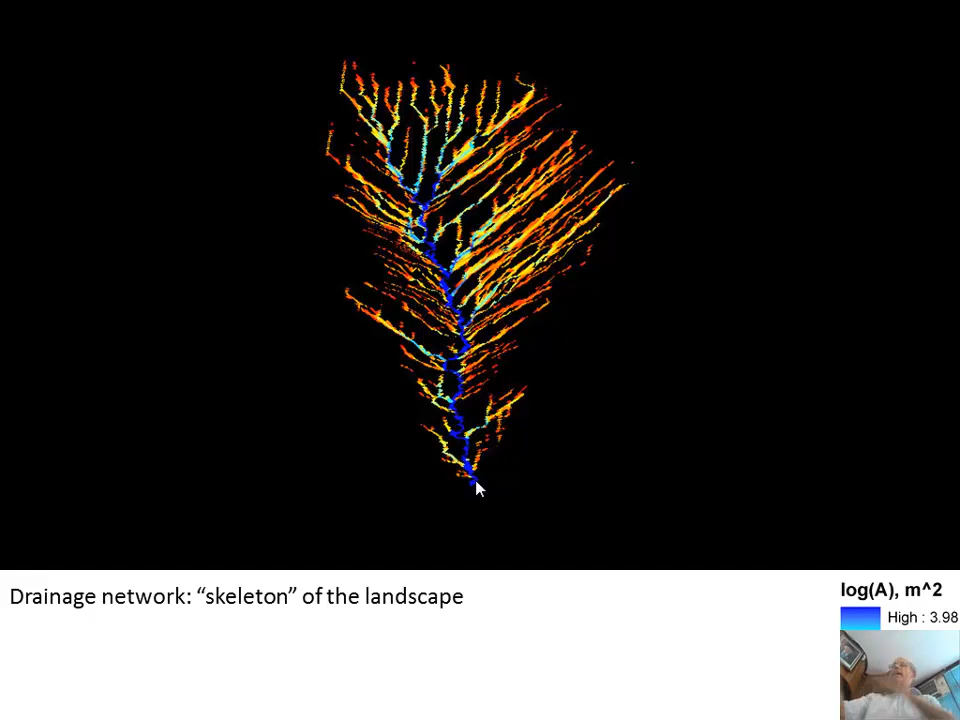 Drainage network: “skeleton” of the landscape
log(A), m^2
High : 3.98